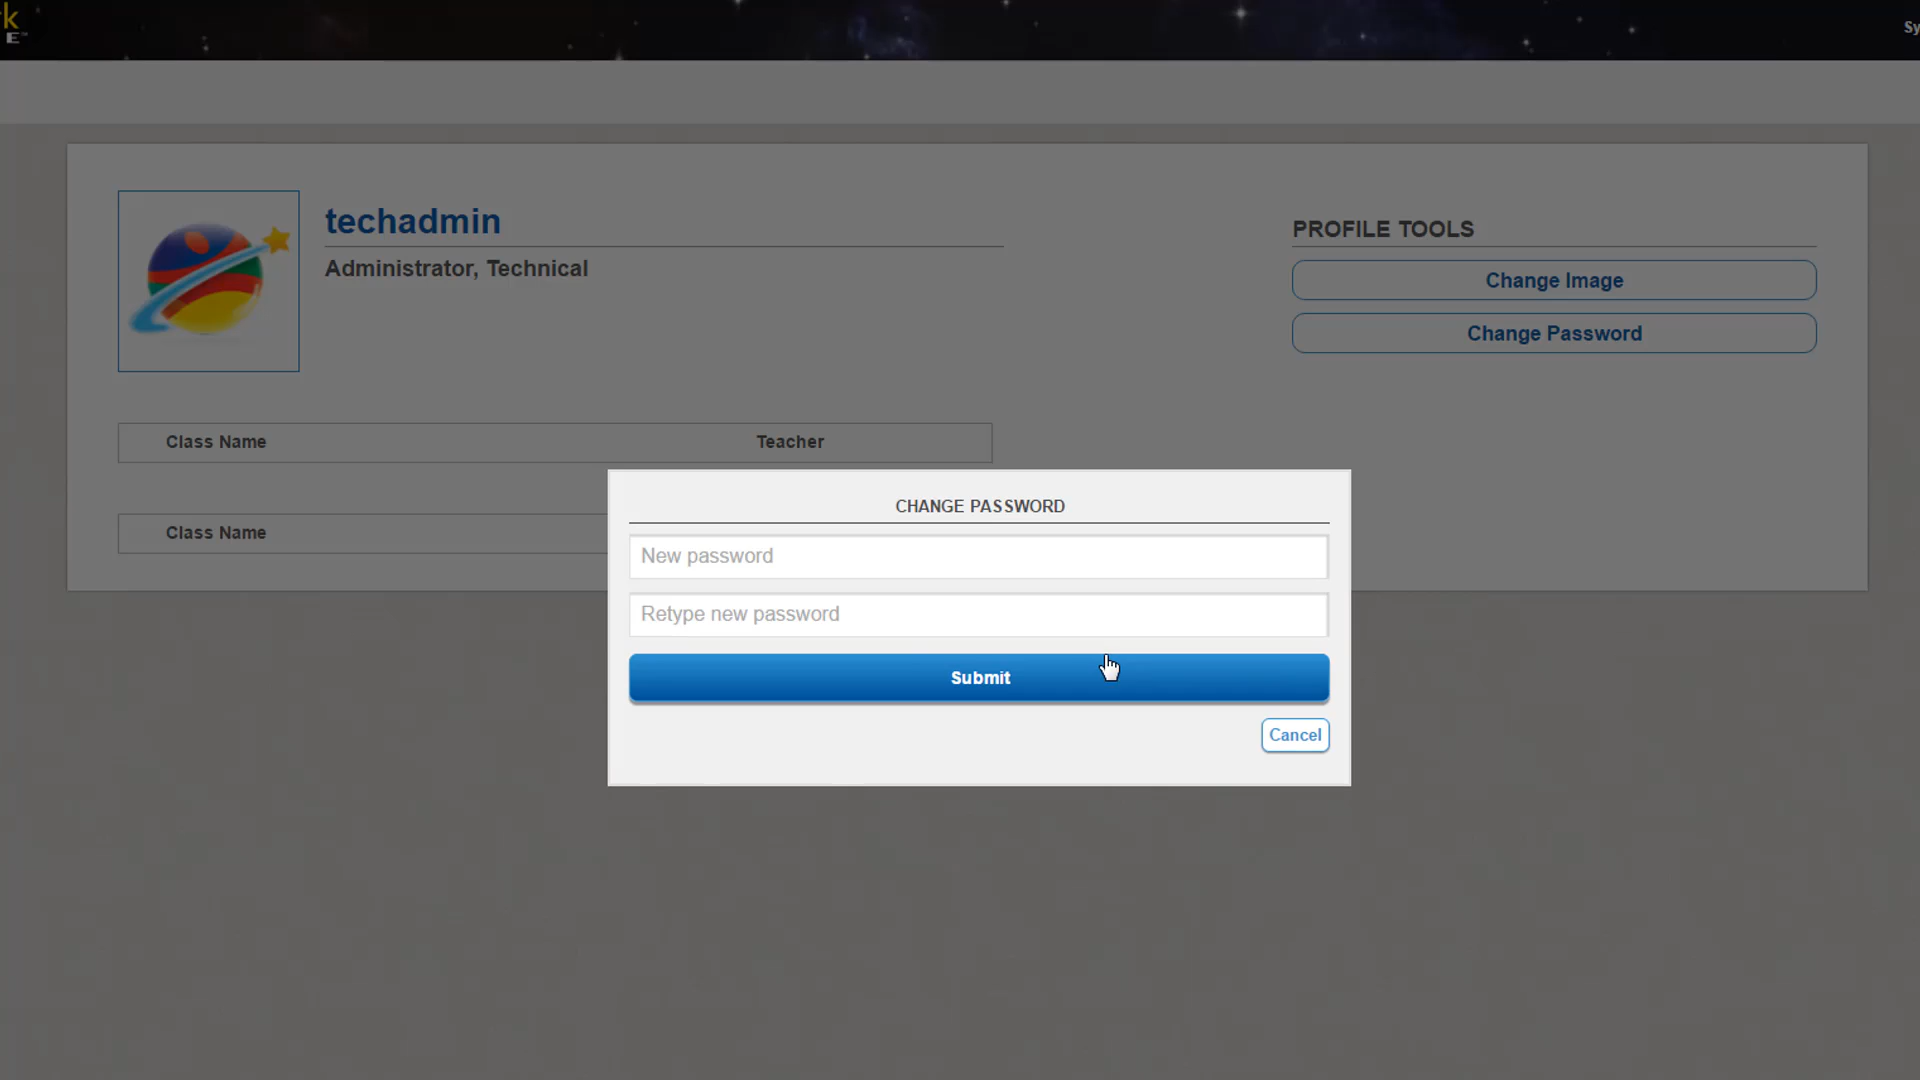 k
E
Sy
techadmin
Administrator, Technical
PROFILE TOOLS
Change Image
Change Password
Class Name Teacher
Class Name
CHANGE PASSWORD
New password
Retype new password
Submit
Cancel